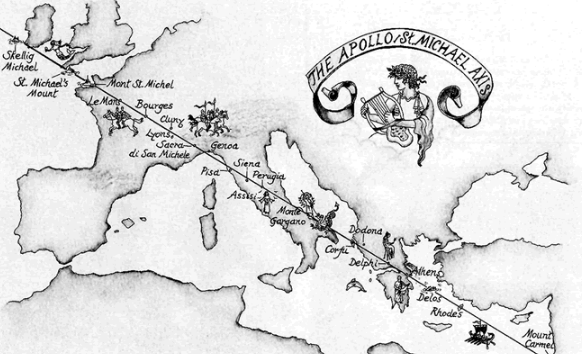 THE APOLLO/St. MICHAEL AXIS
Skellig
Michael
St. Michael's
Mount
Mont St. Michel
Le Mans
Bourges
Cluny
Lyons
Sacra
di San Michele
Genoa
Pisa
Siena
Perugia
Assisi
Monte
Gargano
Dodona
Corfu
Delphi
Athens
Delos
Rhodes
Mount
Carmel